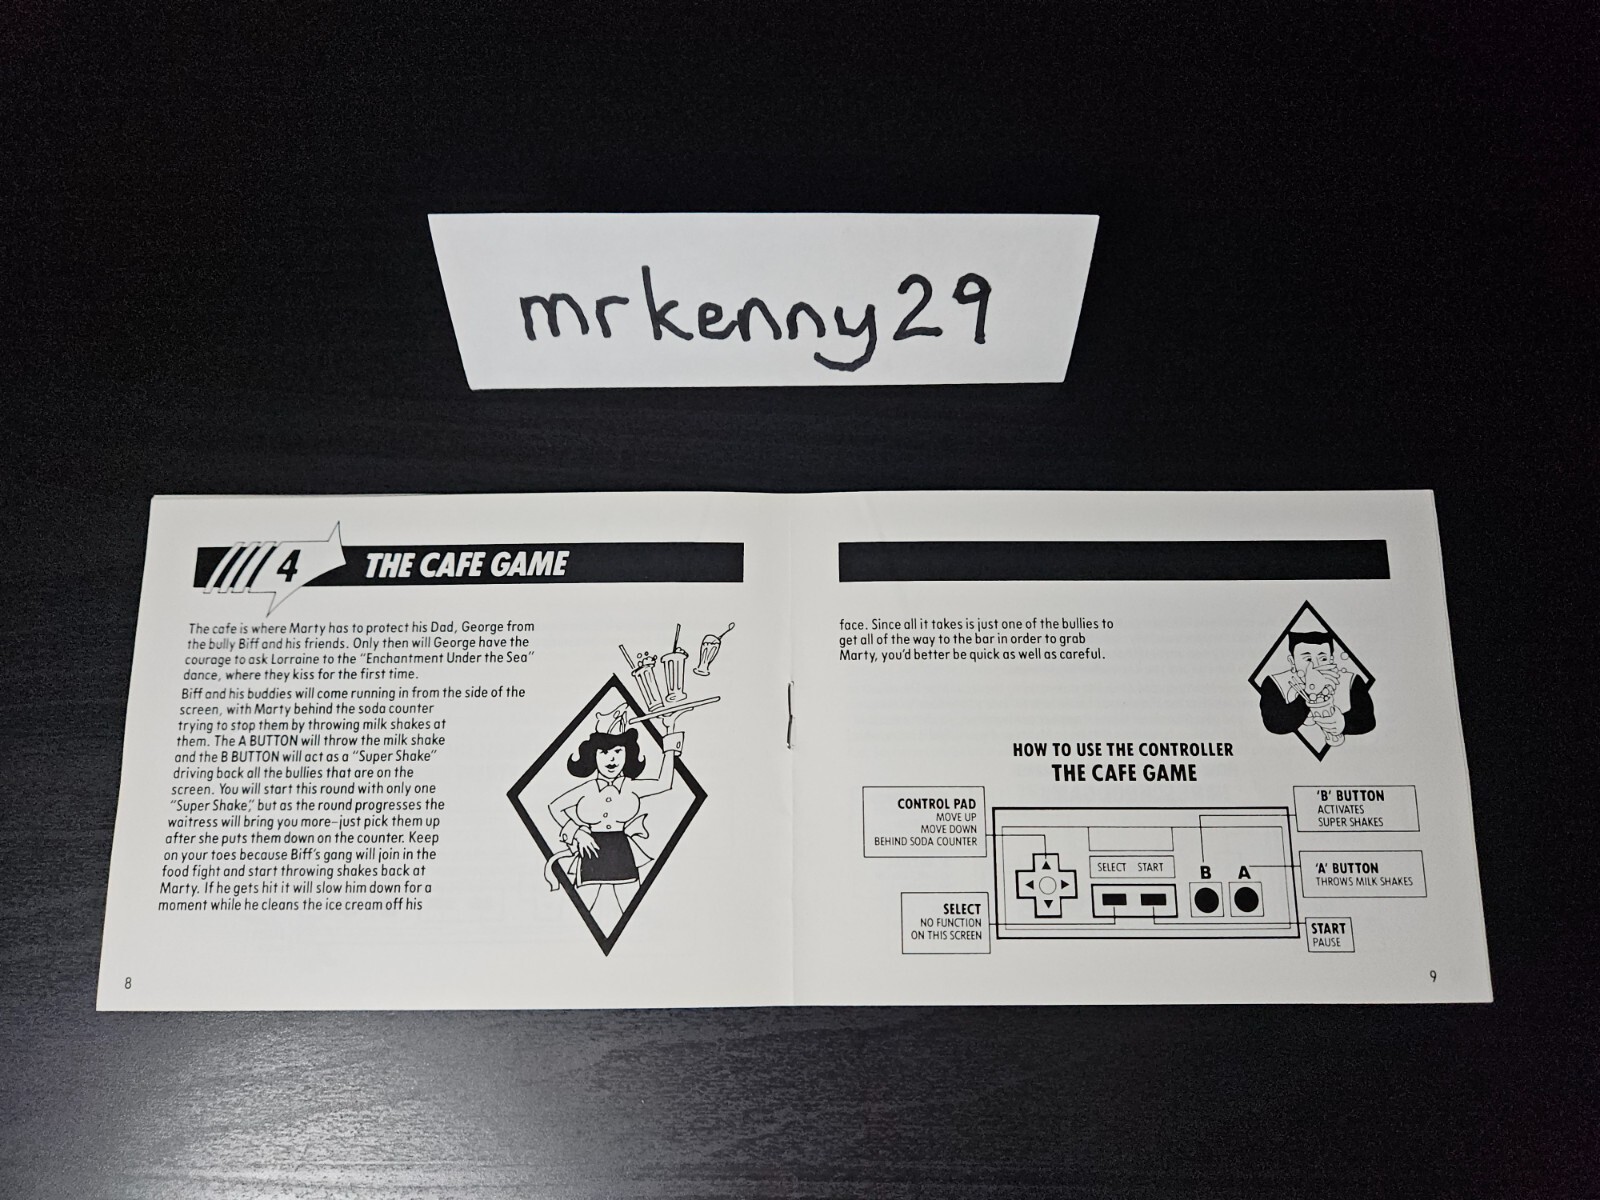 mrkenny29
4 THE CAFE GAME
The cafe is where Marty has to protect his Dad, George from
the bully Biff and his friends. Only then will George have the
courage to ask Lorraine to the "Enchantment Under the Sea"
dance, where they kiss for the first time.
Biff and his buddies will come running in from the side of the
screen, with Marty behind the soda counter
trying to stop them by throwing milk shakes at
them. The A BUTTON will throw the milk shake
and the B BUTTON will act as a "Super Shake"
driving back all the bullies that are on the
screen. You will start this round with only one
"Super Shake," but as the round progresses the
waitress will bring you more—just pick them up
after she puts them down on the counter. Keep
on your toes because Biff's gang will join in the
food fight and start throwing shakes back at
Marty. If he gets hit it will slow him down for a
moment while he cleans the ice cream off his
8
face. Since all it takes is just one of the bullies to
get all of the way to the bar in order to grab
Marty, you'd better be quick as well as careful.
HOW TO USE THE CONTROLLER
THE CAFE GAME
CONTROL PAD
MOVE UP
MOVE DOWN
BEHIND SODA COUNTER
SELECT
NO FUNCTION
ON THIS SCREEN
SELECT START
B A
'B' BUTTON
ACTIVATES
SUPER SHAKES
'A' BUTTON
THROWS MILK SHAKES
START
PAUSE
9